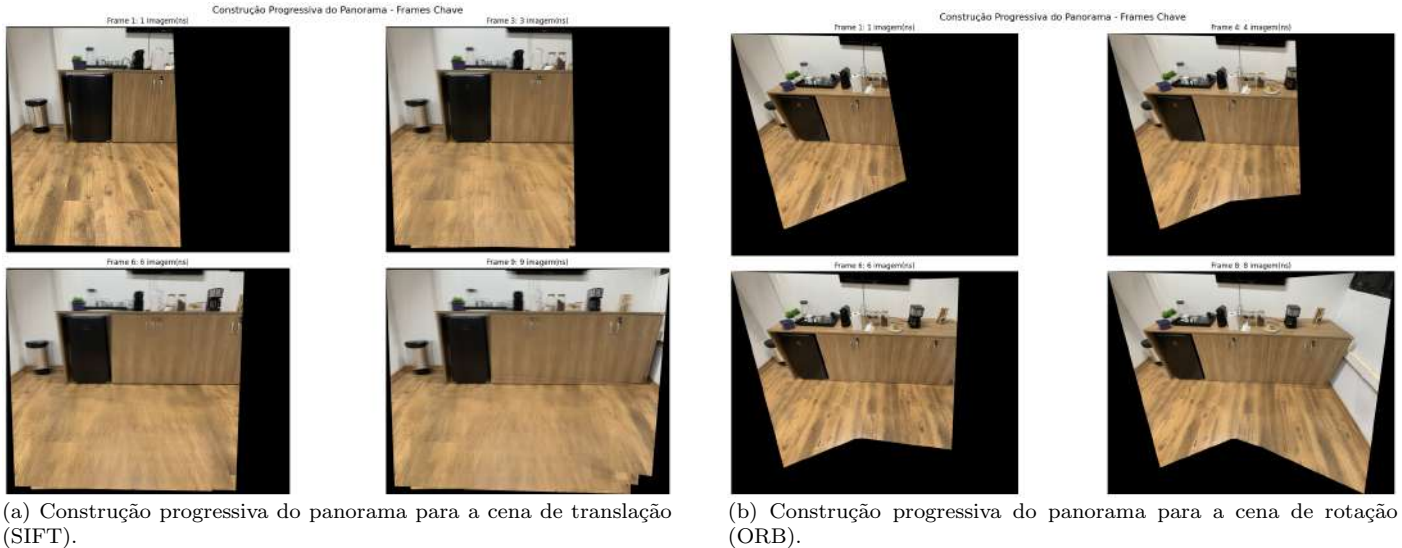 Construção Progressiva do Panorama - Frames Chave
Frame 1: 1 imagem(ns)
Frame 3: 3 imagem(ns)
Frame 6: 6 imagem(ns)
Frame 9: 9 imagem(ns)
(a) Construção progressiva do panorama para a cena de translação
(SIFT).
Construção Progressiva do Panorama - Frames Chave
Frame 1: 1 imagem(ns)
Frame 4: 4 imagem(ns)
Frame 6: 6 imagem(ns)
Frame 8: 8 imagem(ns)
(b) Construção progressiva do panorama para a cena de rotação
(ORB).